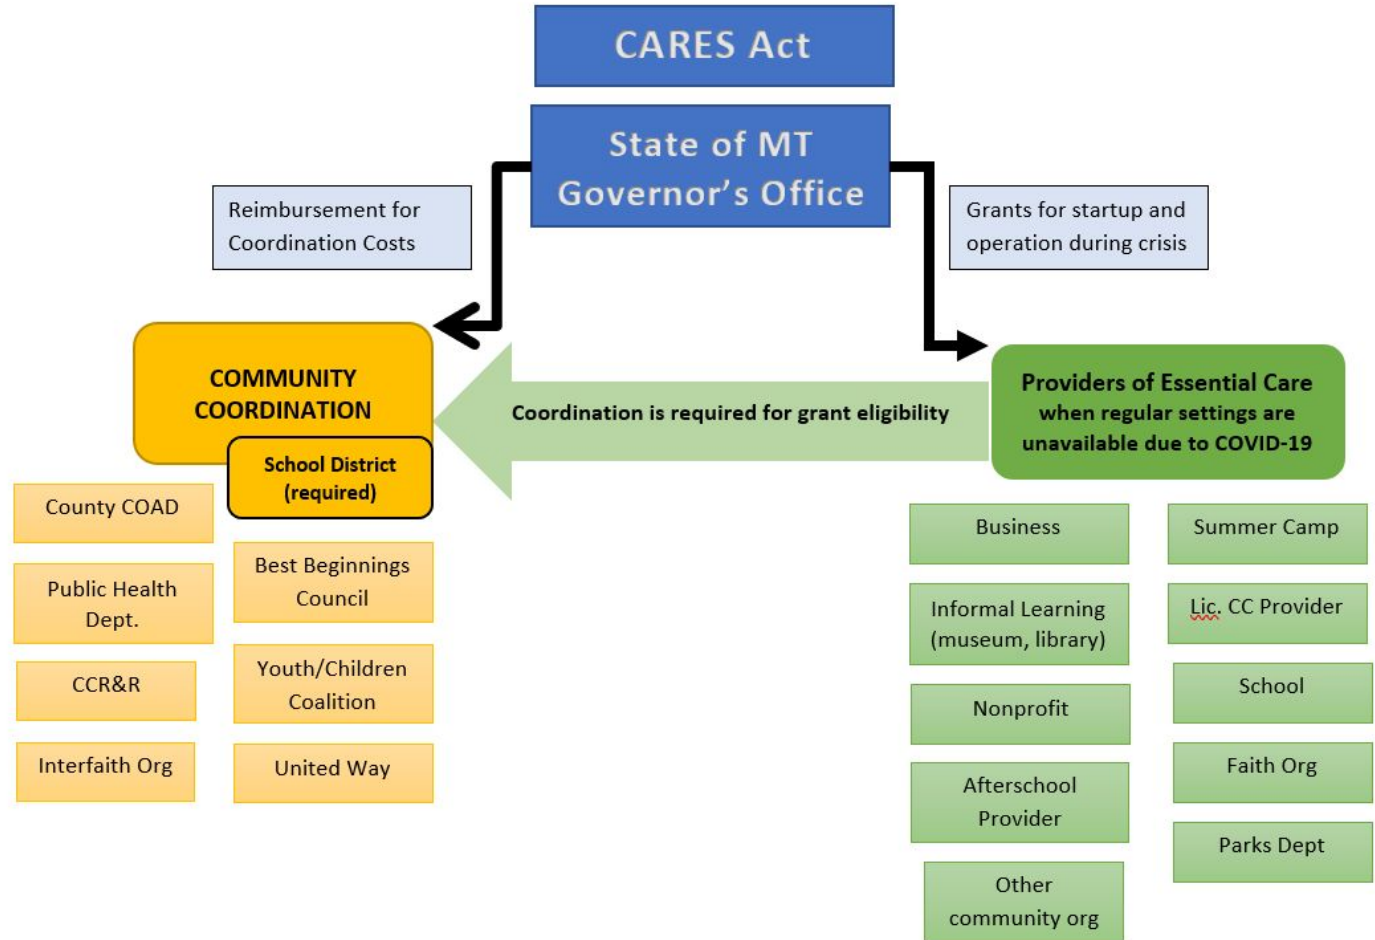 CARES Act
State of MT
Governor’s Office
Reimbursement for
Coordination Costs
Grants for startup and
operation during crisis
COMMUNITY
COORDINATION
School District
(required)
Coordination is required for grant eligibility
Providers of Essential Care
when regular settings are
unavailable due to COVID-19
County COAD
Public Health
Dept.
CCR&R
Interfaith Org
Best Beginnings
Council
Youth/Children
Coalition
United Way
Business
Informal Learning
(museum, library)
Nonprofit
Afterschool
Provider
Other
community org
Summer Camp
Lic. CC Provider
School
Faith Org
Parks Dept